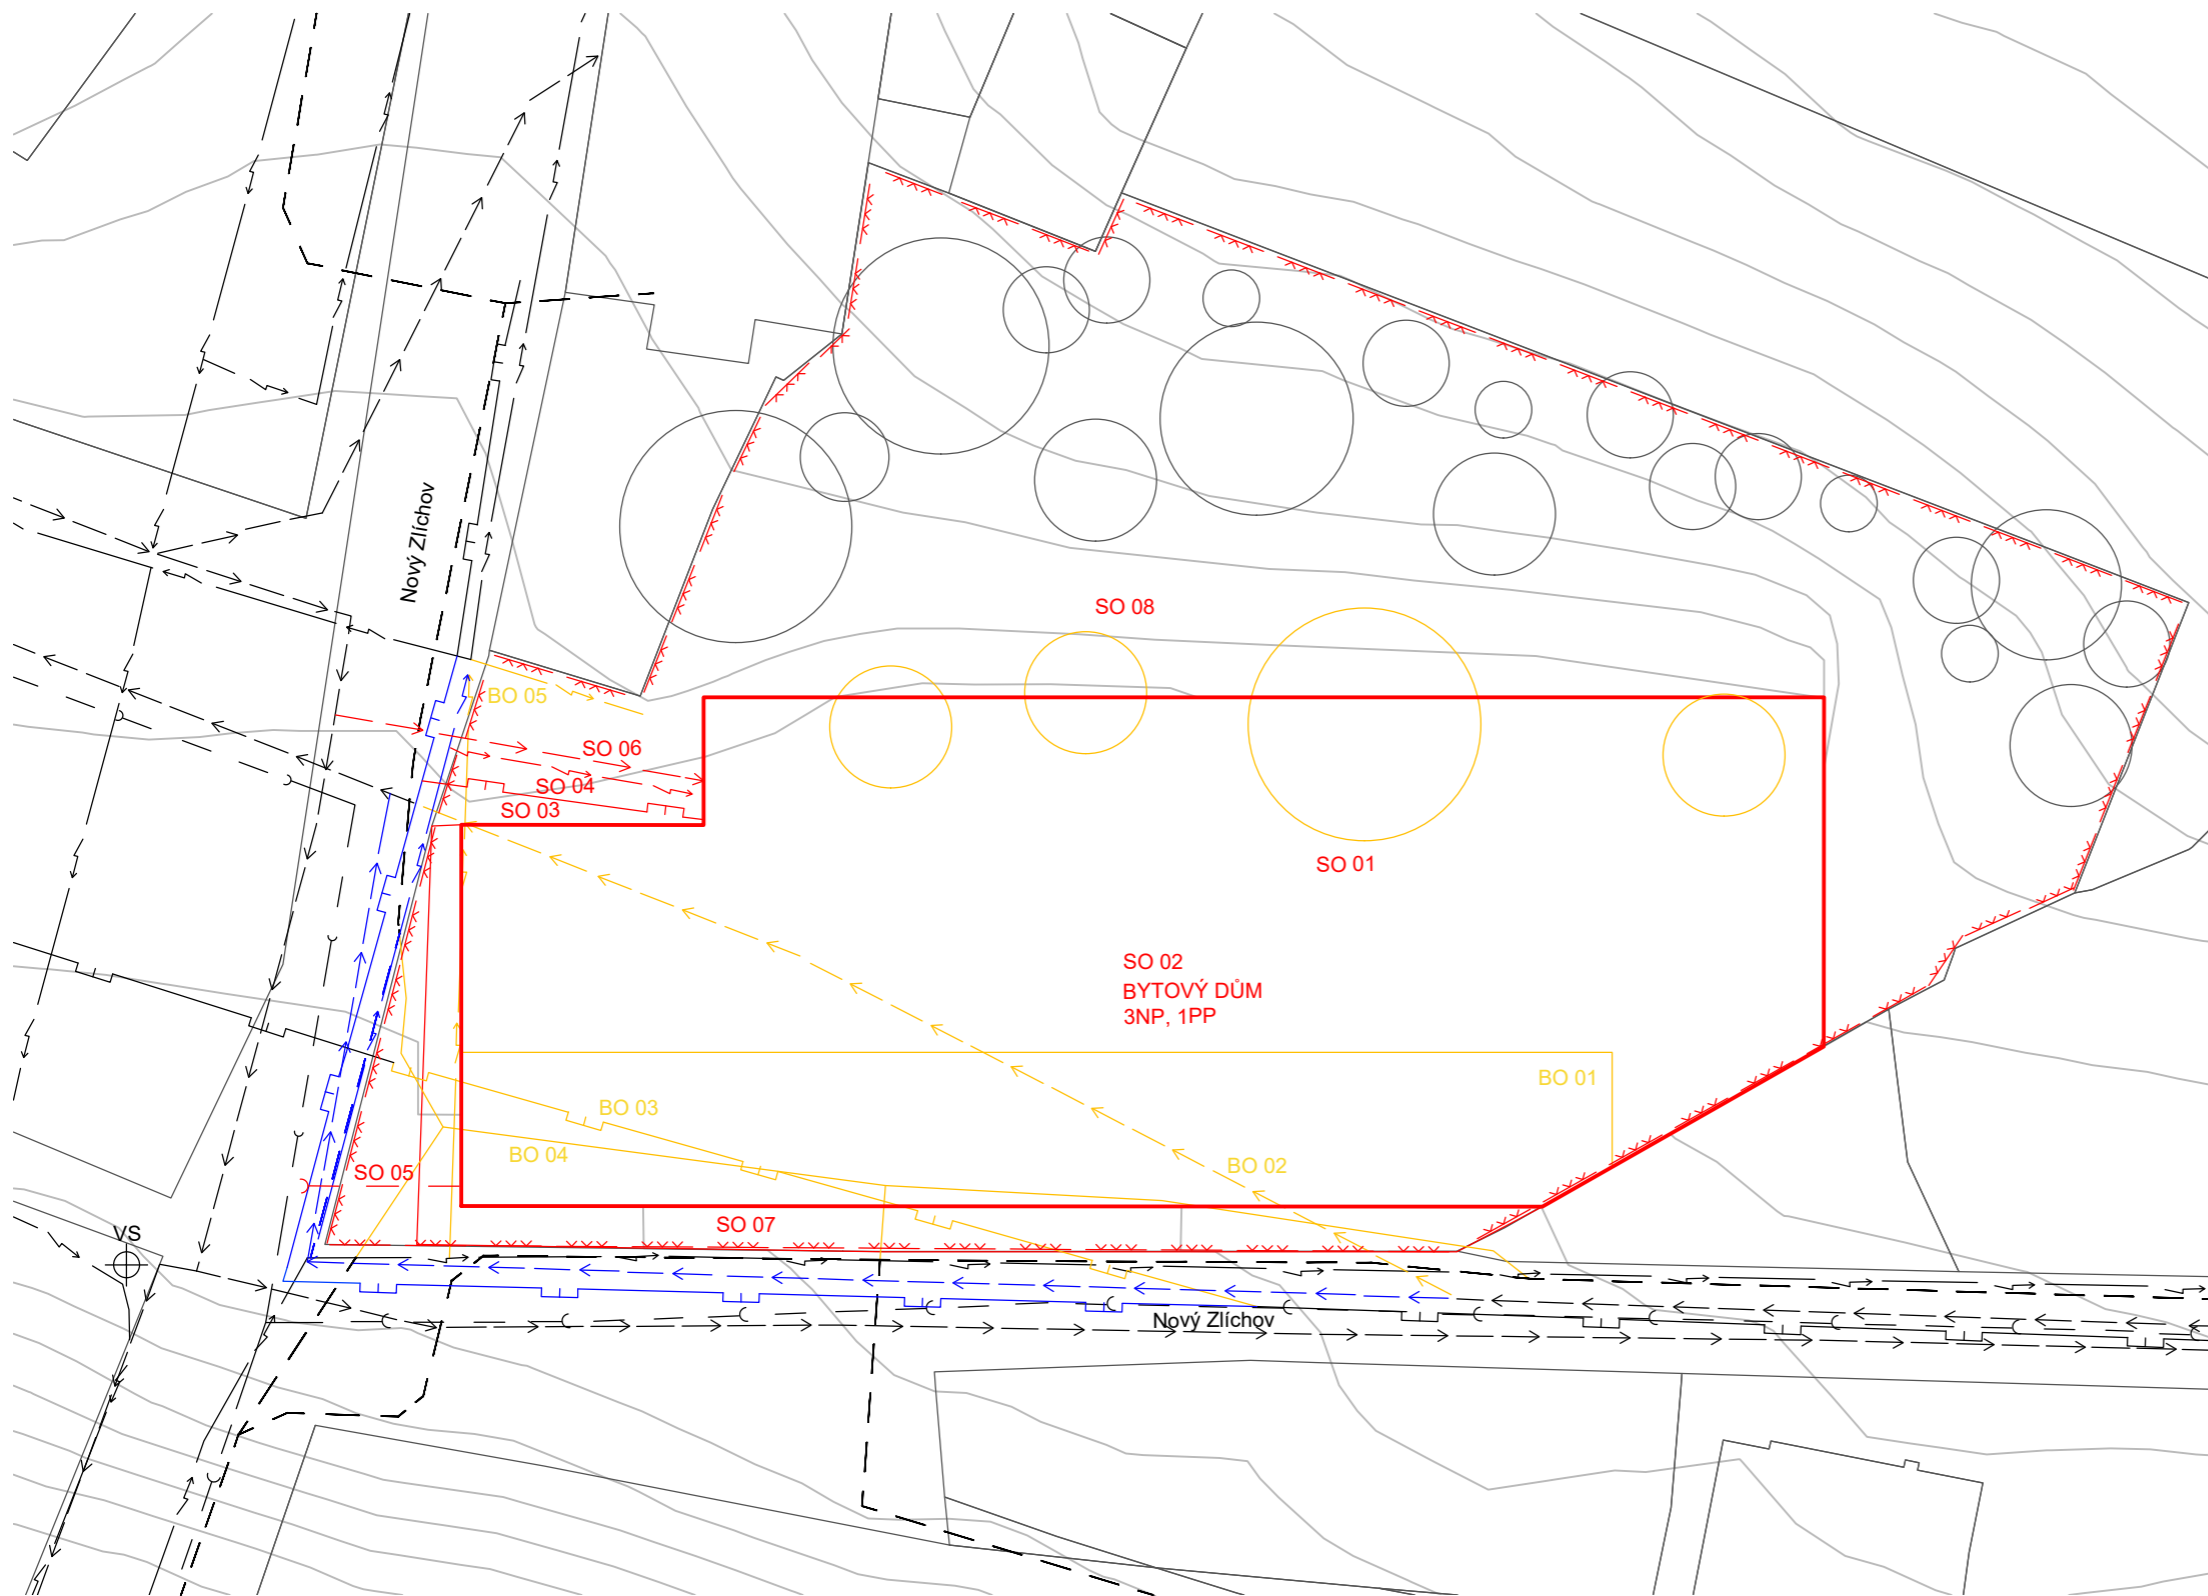 Nový Zlíchov
SO 08
BO 05
SO 06
SO 04
SO 03
SO 01
SO 02
BYTOVÝ DŮM
3NP, 1PP
BO 01
BO 03
BO 04
BO 02
SO 05
SO 07
VS
Nový Zlíchov